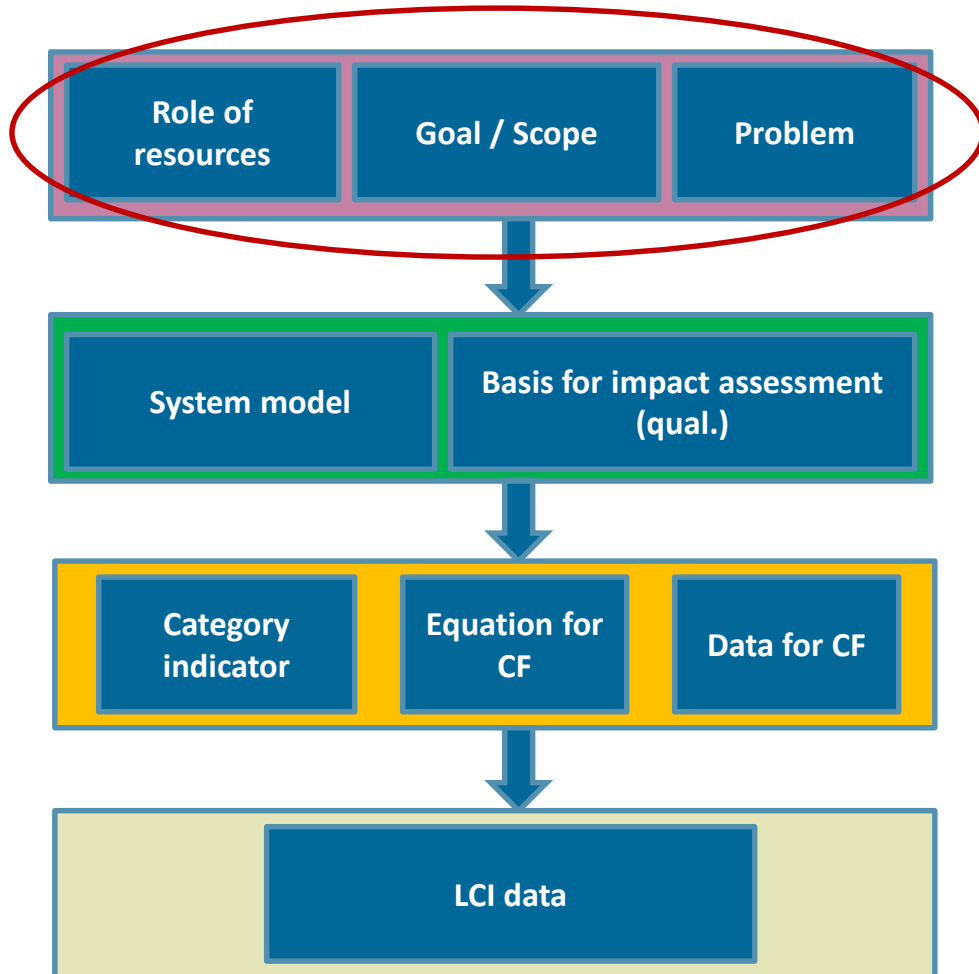 Role of
resources
Goal / Scope
Problem
System model
Basis for impact assessment
(qual.)
Category
indicator
Equation for
CF
Data for CF
LCI data